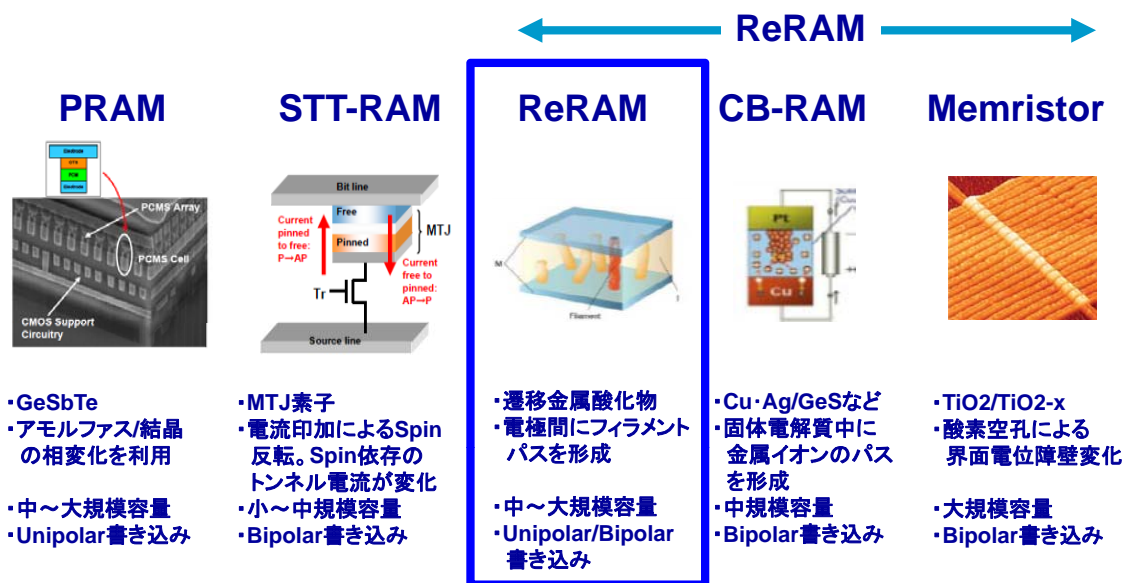 ReRAM
PRAM
STT-RAM
ReRAM
CB-RAM
Memristor
Electrode
OTS
PCM
Electrode
PCMS Array
PCMS Cell
CMOS Support
Circuitry
Bit line
Free
Pinned
MTJ
Current
pinned
to free:
P→AP
Current
free to
pinned:
AP→P
Tr
Source line
M
Filament
I
Pt
Cu
・GeSbTe
・アモルファス/結晶
の相変化を利用
・中～大規模容量
・Unipolar書き込み
・MTJ素子
・電流印加によるSpin
反転。Spin依存の
トンネル電流が変化
・小～中規模容量
・Bipolar書き込み
・遷移金属酸化物
・電極間にフィラメント
パスを形成
・中～大規模容量
・Unipolar/Bipolar
書き込み
・Cu・Ag/GeSなど
・固体電解質中に
金属イオンのパス
を形成
・中規模容量
・Bipolar書き込み
・TiO2/TiO2-x
・酸素空孔による
界面電位障壁変化
・大規模容量
・Bipolar書き込み